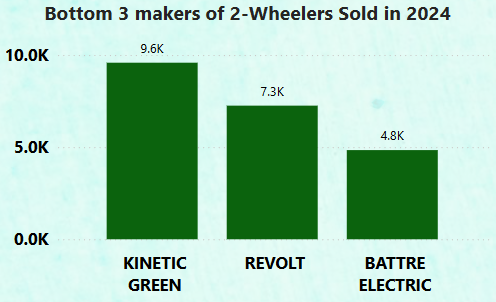 Bottom 3 makers of 2-Wheelers Sold in 2024
10.0K
9.6K
7.3K
5.0K
4.8K
0.0K
KINETIC
GREEN
REVOLT
BATTRE
ELECTRIC